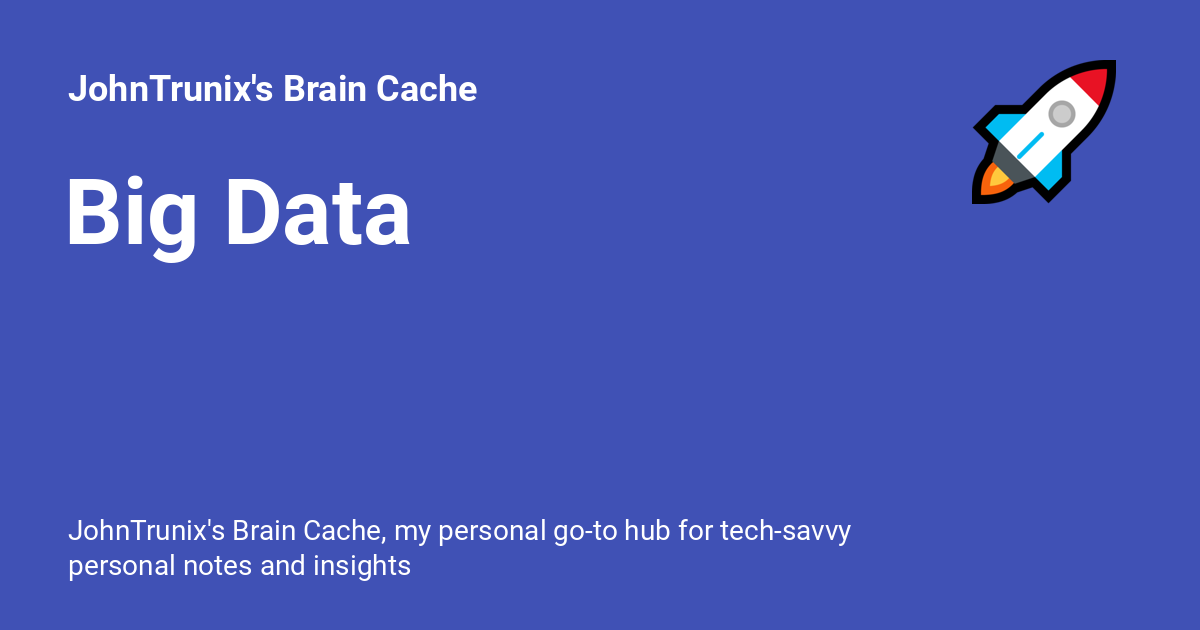 JohnTrunix's Brain Cache
Big Data
JohnTrunix's Brain Cache, my personal go-to hub for tech-savvy
personal notes and insights